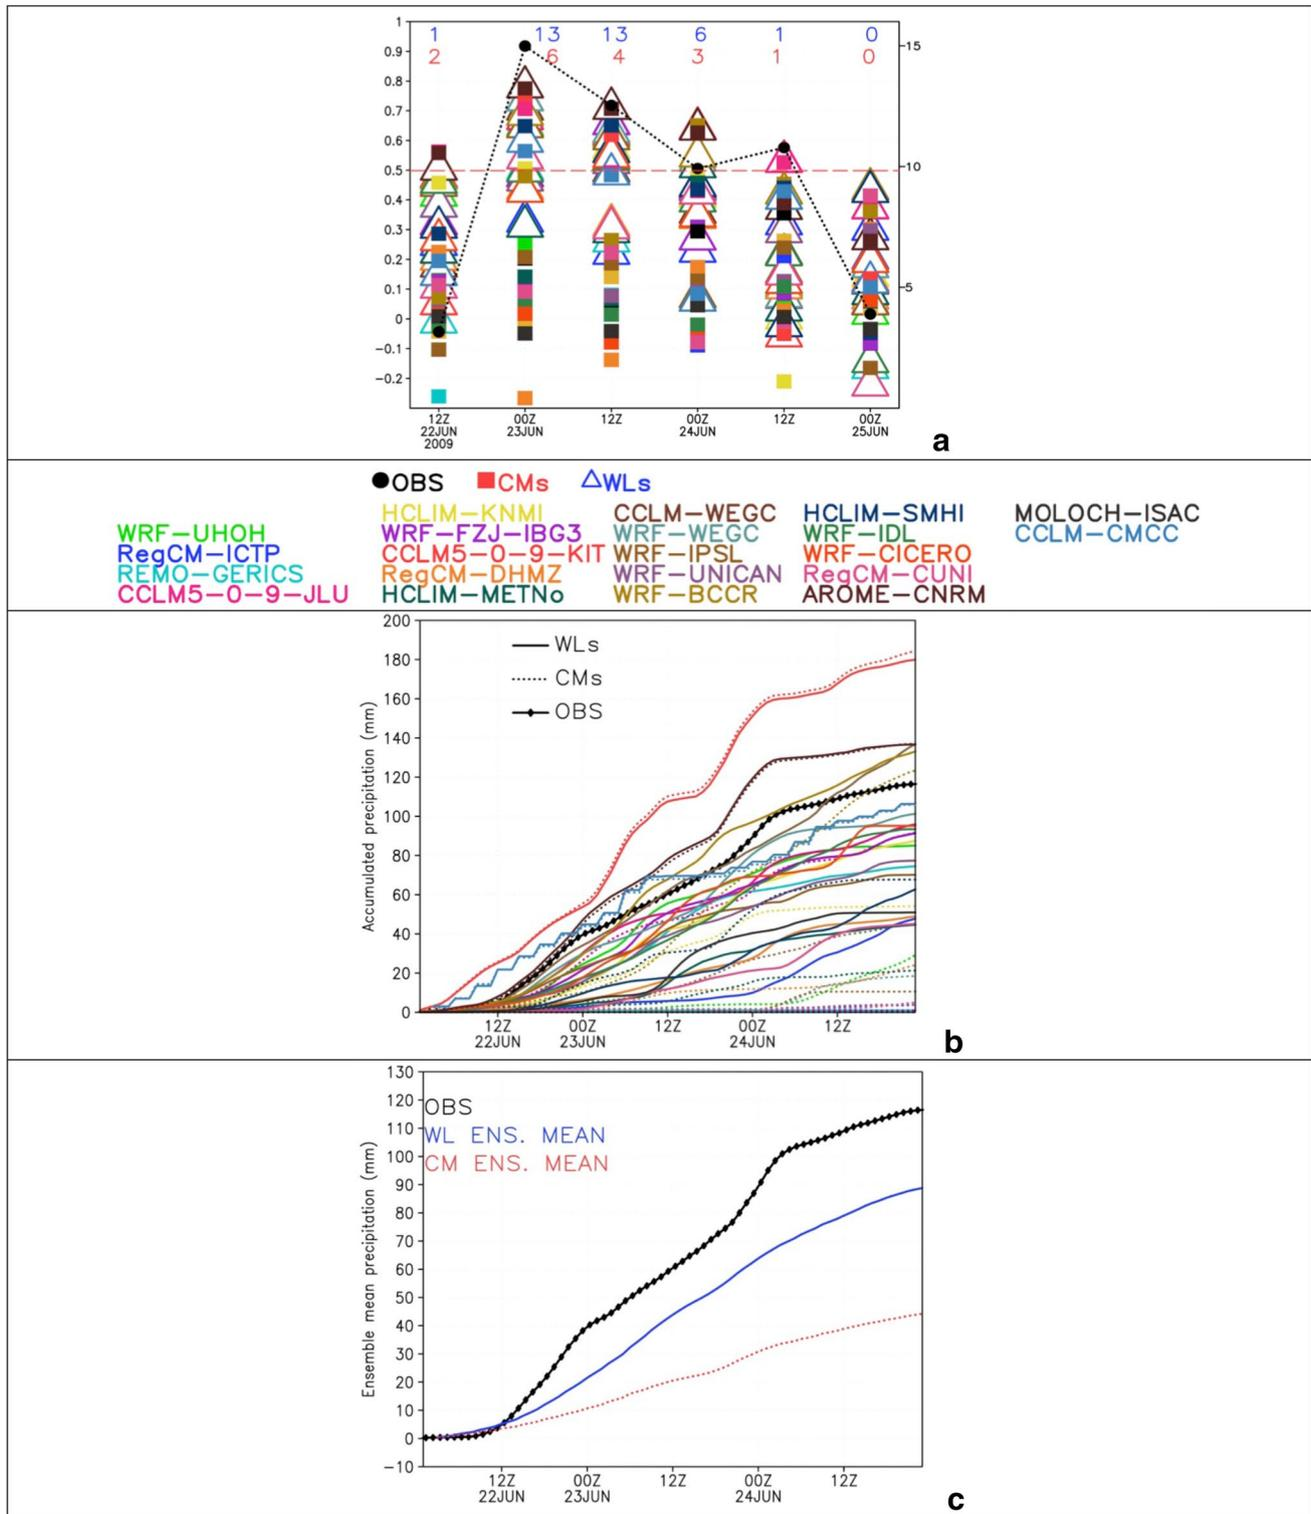 1 13 13 6 1 0
2 6 4 3 1 0
1
0.9
0.8
0.7
0.6
0.5
0.4
0.3
0.2
0.1
0
−0.1
−0.2
15
10
5
12Z 00Z 12Z 00Z 12Z 00Z
22JUN 23JUN 24JUN 25JUN
2009
a
OBS CMs WLs
HCLIM−KNMI CCLM−WEGC HCLIM−SMHI MOLOCH−ISAC
WRF−UHOH WRF−FZJ−IBG3 WRF−WEGC WRF−IDL CCLM−CMCC
RegCM−ICTP CCLM5−0−9−KIT WRF−IPSL WRF−CICERO
REMO−GERICS RegCM−DHMZ WRF−UNICAN RegCM−CUNI
CCLM5−0−9−JLU HCLIM−METNo WRF−BCCR AROME−CNRM
Accumulated precipitation (mm)
200
180
160
140
120
100
80
60
40
20
0
WLs
CMs
OBS
12Z 00Z 12Z 00Z 12Z
22JUN 23JUN 24JUN
b
Ensemble mean precipitation (mm)
130
120
110
100
90
80
70
60
50
40
30
20
10
0
−10
OBS
WL ENS. MEAN
CM ENS. MEAN
12Z 00Z 12Z 00Z 12Z
22JUN 23JUN 24JUN
c